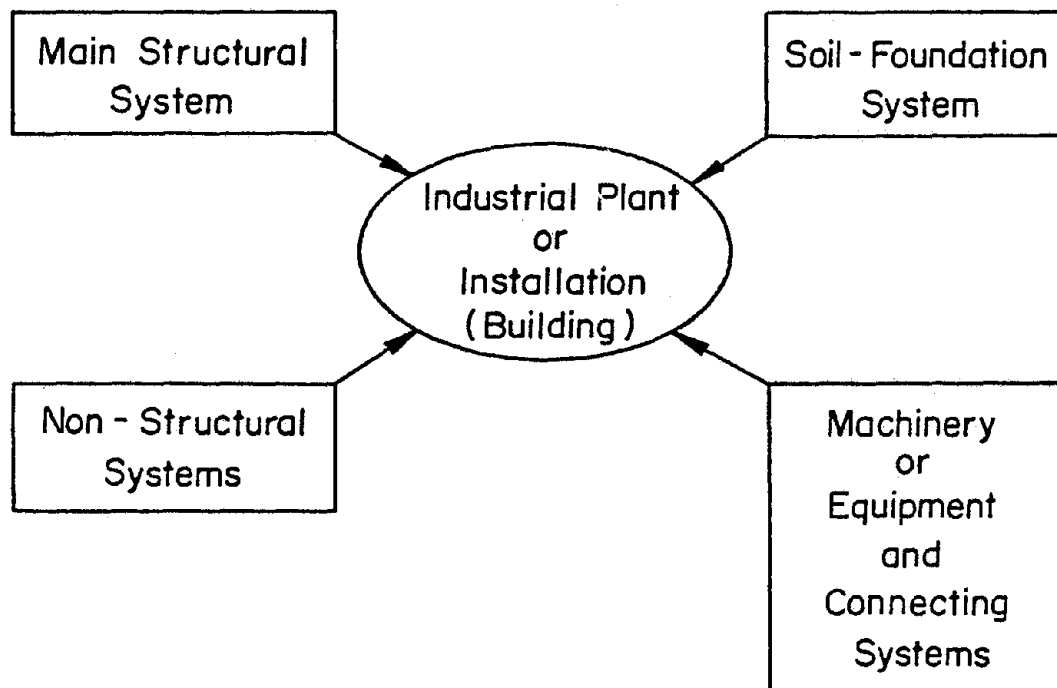 Main Structural
System
Soil - Foundation
System
Industrial Plant
or
Installation
(Building)
Non - Structural
Systems
Machinery
or
Equipment
and
Connecting
Systems